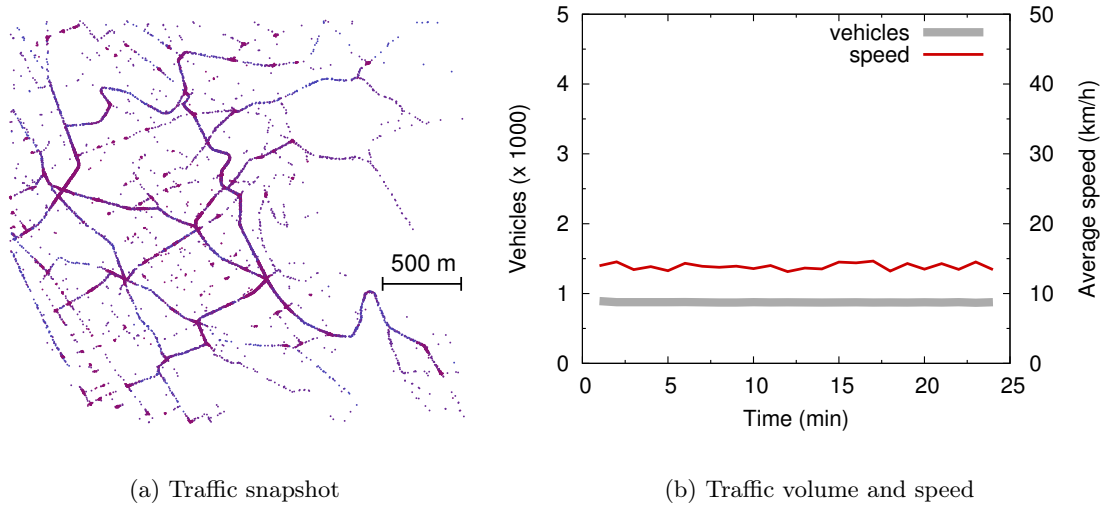 500 m
5
4
3
2
1
0
Vehicles (x 1000)
vehicles
speed
50
40
30
20
10
0
Average speed (km/h)
0 5 10 15 20 25
Time (min)
(a) Traffic snapshot
(b) Traffic volume and speed